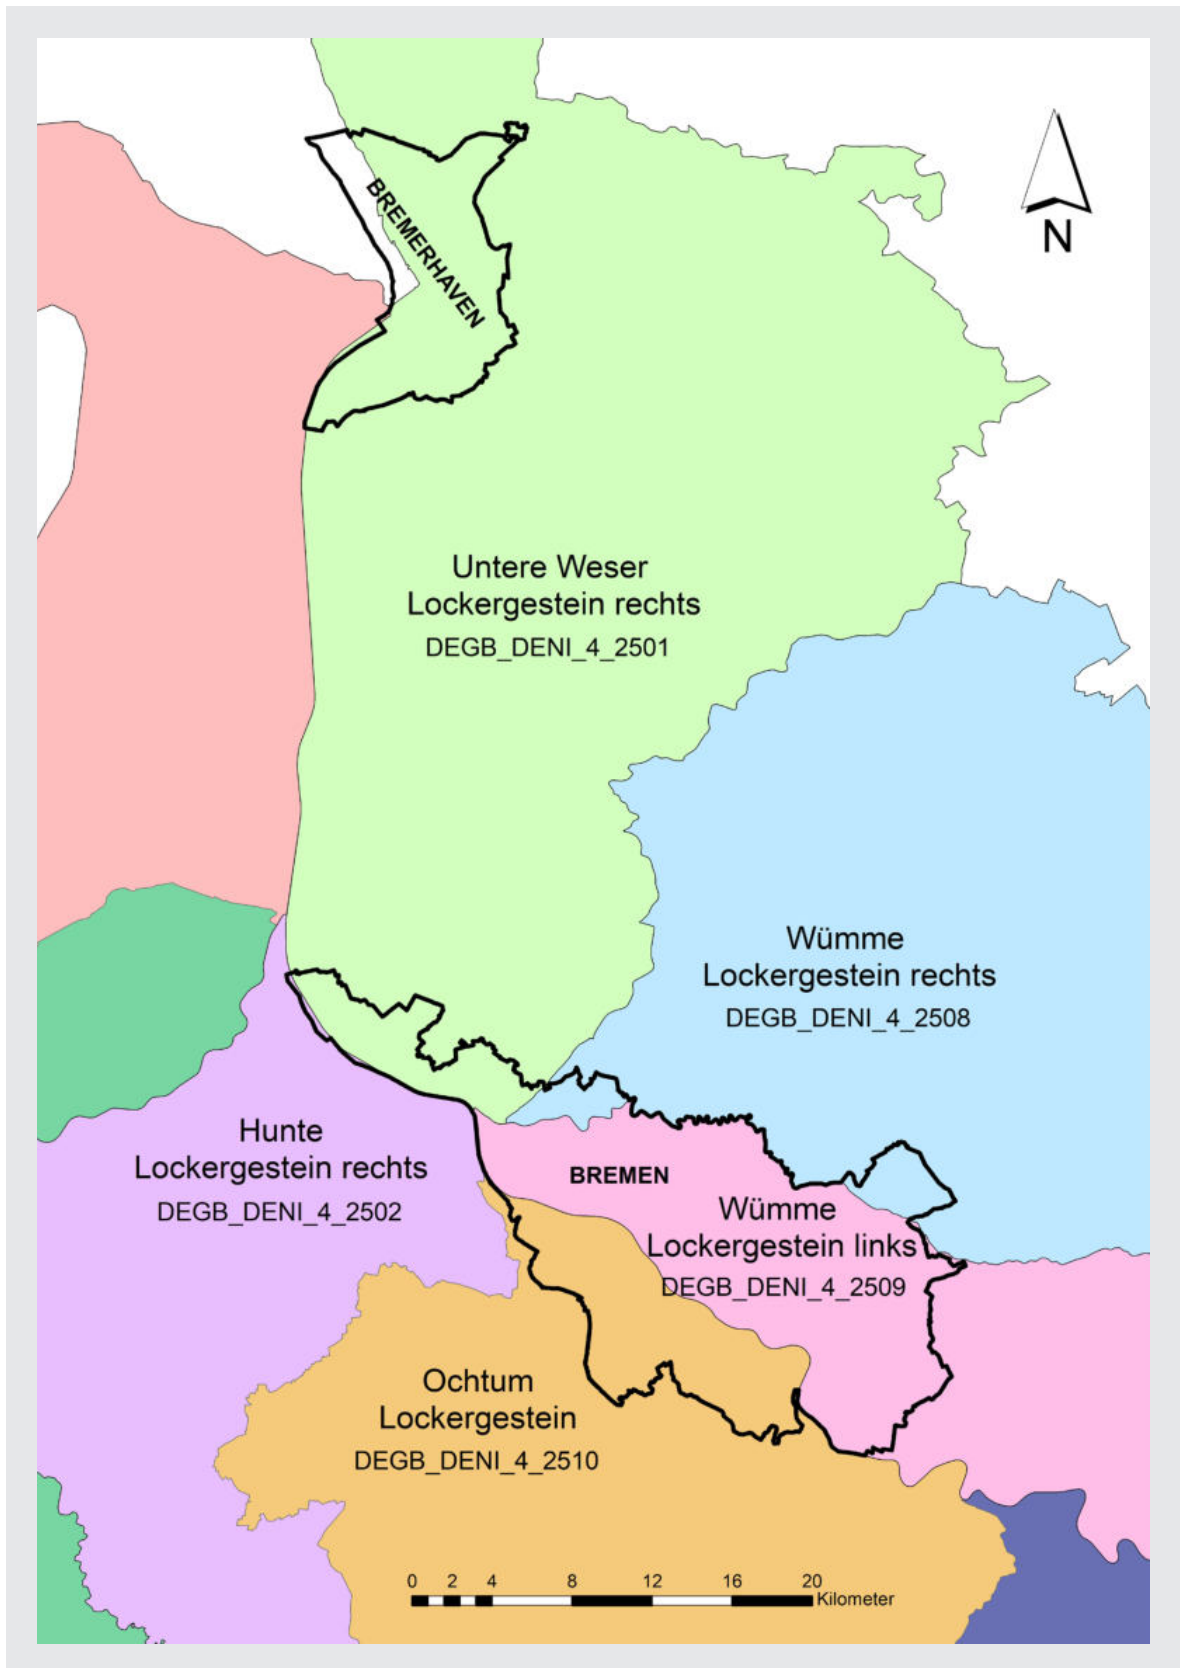 N
BREMERHAVEN
Untere Weser
Lockergestein rechts
DEGB_DENI_4_2501
Wümme
Lockergestein rechts
DEGB_DENI_4_2508
Hunte
Lockergestein rechts
DEGB_DENI_4_2502
BREMEN
Wümme
Lockergestein links
DEGB_DENI_4_2509
Ochtum
Lockergestein
DEGB_DENI_4_2510
0 2 4 8 12 16 20
Kilometer